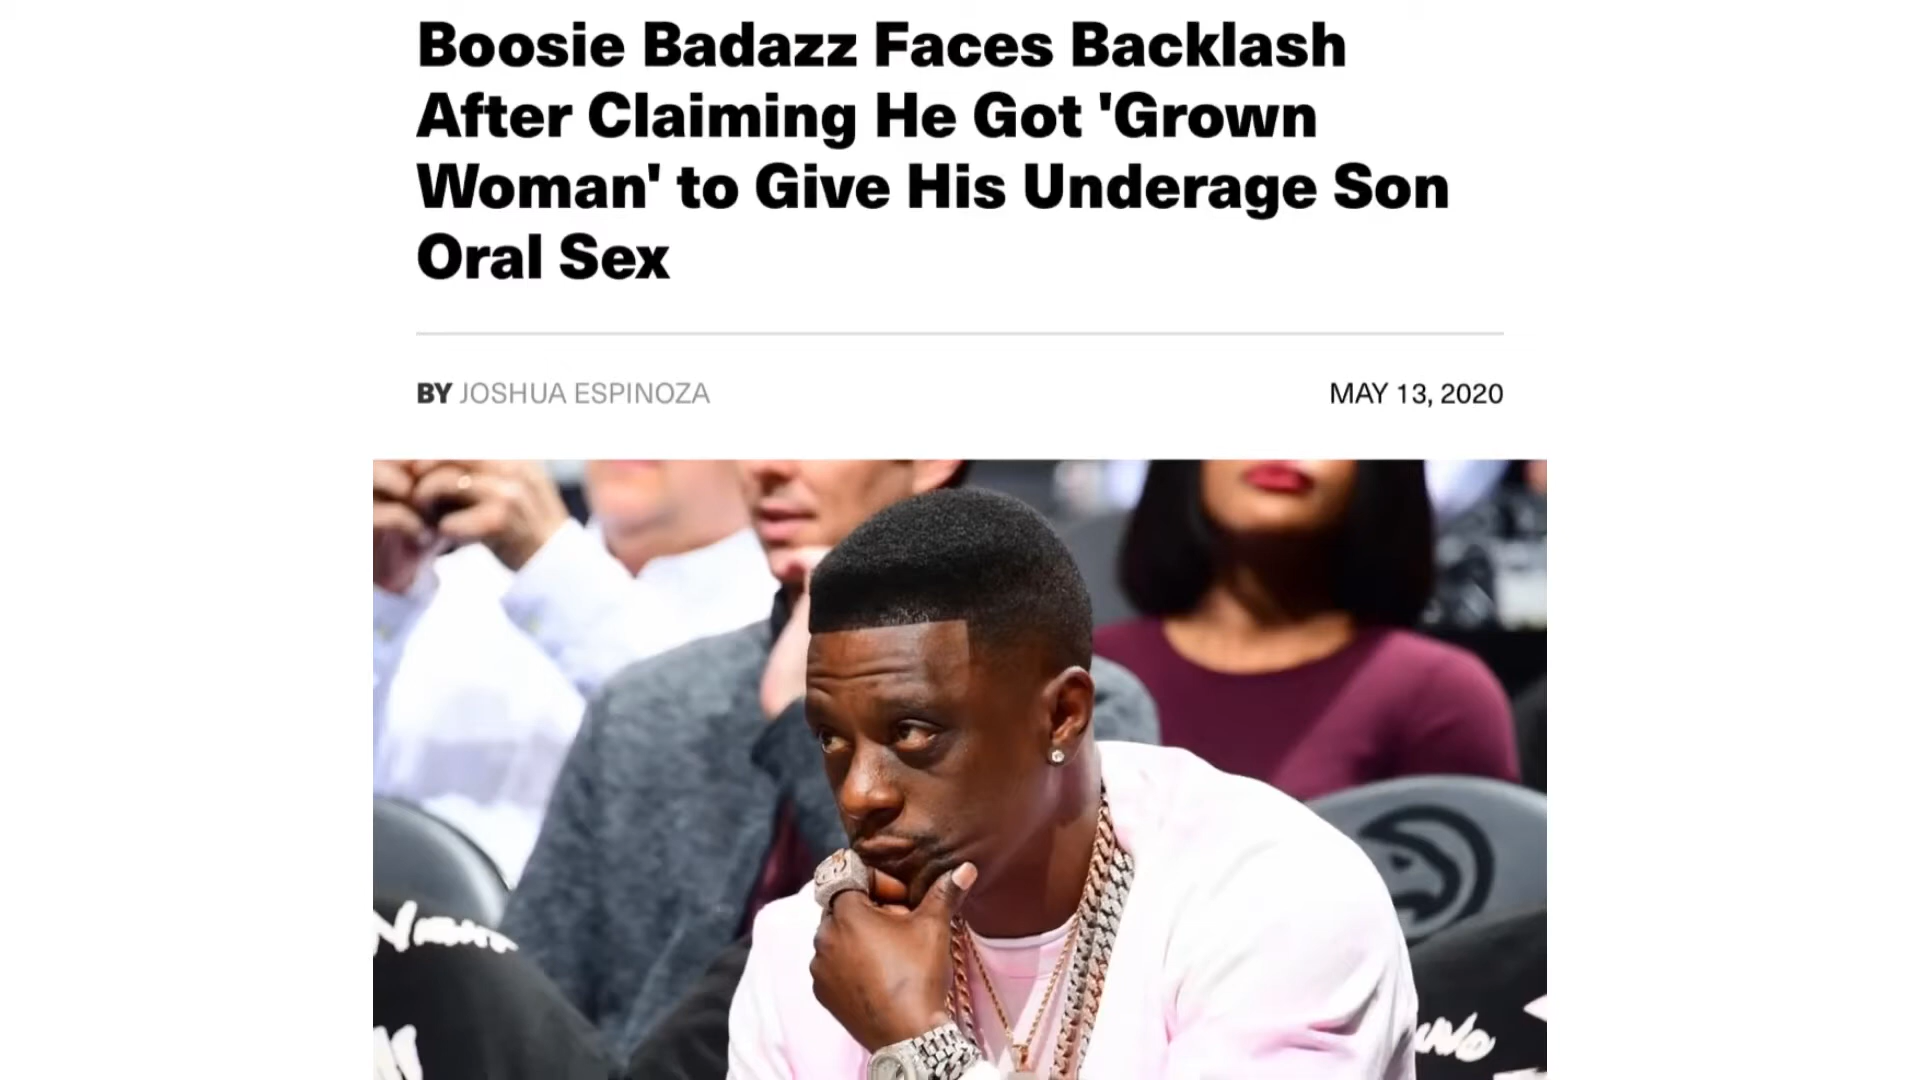 Boosie Badazz Faces Backlash
After Claiming He Got 'Grown
Woman' to Give His Underage Son
Oral Sex
BY JOSHUA ESPINOZA
MAY 13, 2020